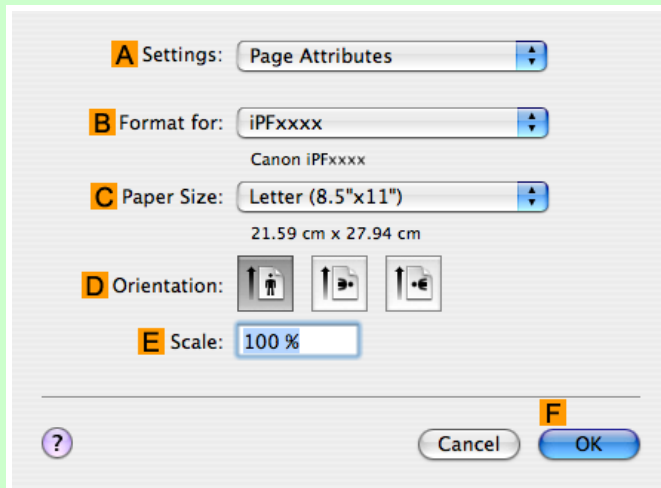 A Settings: Page Attributes
B Format for: iPFxxxx
Canon iPFxxxx
C Paper Size: Letter (8.5"x11")
21.59 cm x 27.94 cm
D Orientation:
E Scale: 100 %
F
? Cancel OK